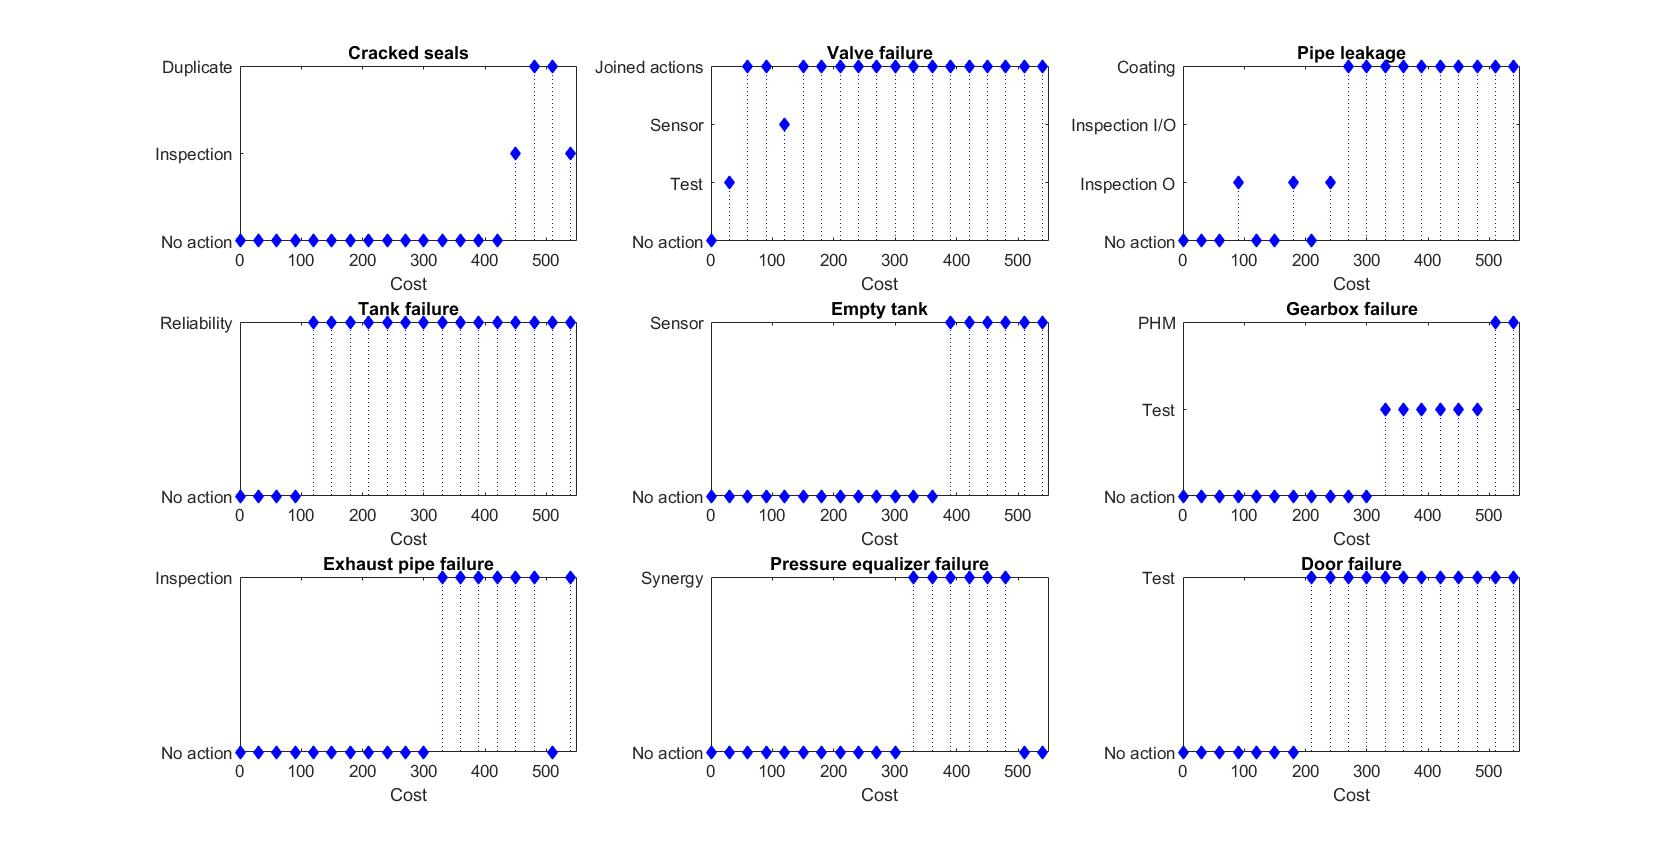 Cracked seals
Duplicate
Inspection
No action
0 100 200 300 400 500
Cost
Valve failure
Joined actions
Sensor
Test
No action
0 100 200 300 400 500
Cost
Pipe leakage
Coating
Inspection I/O
Inspection O
No action
0 100 200 300 400 500
Cost
Tank failure
Reliability
No action
0 100 200 300 400 500
Cost
Empty tank
Sensor
No action
0 100 200 300 400 500
Cost
Gearbox failure
PHM
Test
No action
0 100 200 300 400 500
Cost
Exhaust pipe failure
Inspection
No action
0 100 200 300 400 500
Cost
Pressure equalizer failure
Synergy
No action
0 100 200 300 400 500
Cost
Door failure
Test
No action
0 100 200 300 400 500
Cost